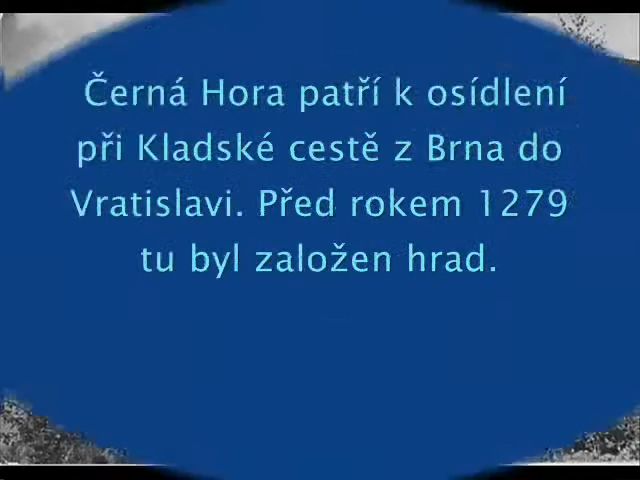 Černá Hora patří k osídlení
při Kladské cestě z Brna do
Vratislavi. Před rokem 1279
tu byl založen hrad.